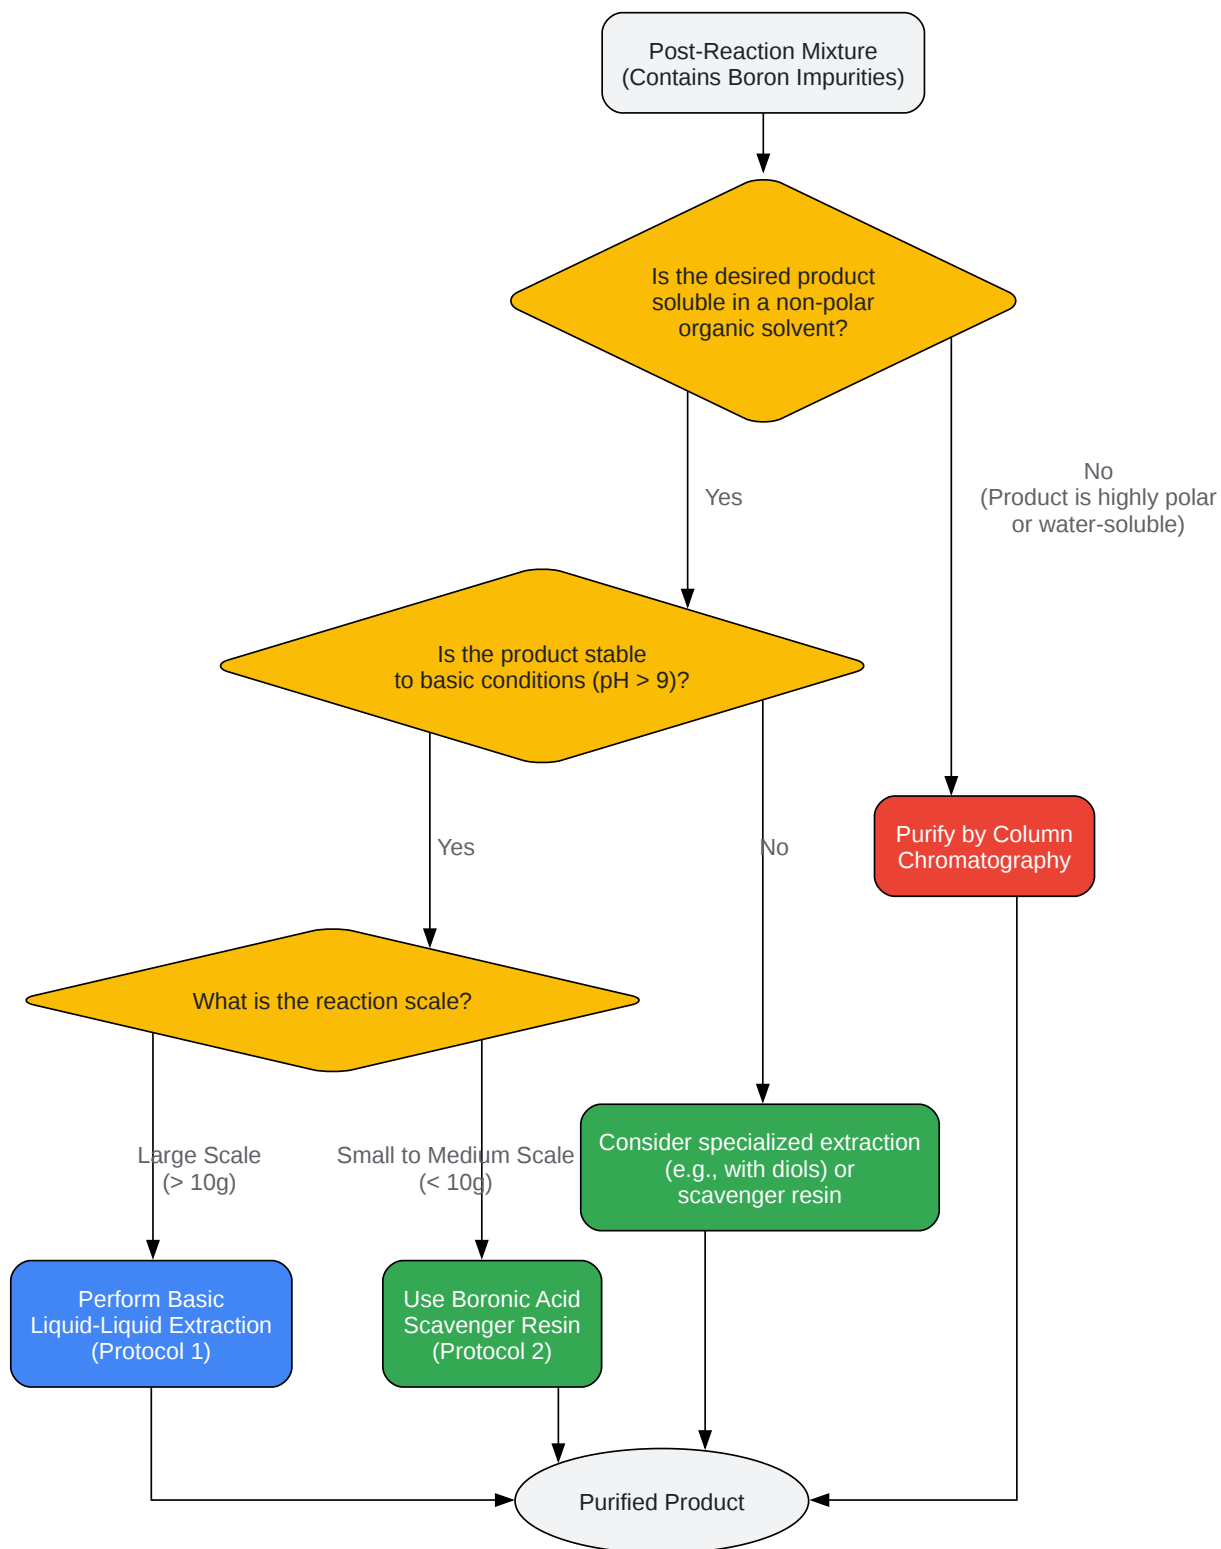 Post-Reaction Mixture
(Contains Boron Impurities)
Is the desired product
soluble in a non-polar
organic solvent?
Yes
No
(Product is highly polar
or water-soluble)
Is the product stable
to basic conditions (pH > 9)?
Yes
No
Purify by Column
Chromatography
What is the reaction scale?
Large Scale
(> 10g)
Small to Medium Scale
(< 10g)
Consider specialized extraction
(e.g., with diols) or
scavenger resin
Perform Basic
Liquid-Liquid Extraction
(Protocol 1)
Use Boronic Acid
Scavenger Resin
(Protocol 2)
Purified Product